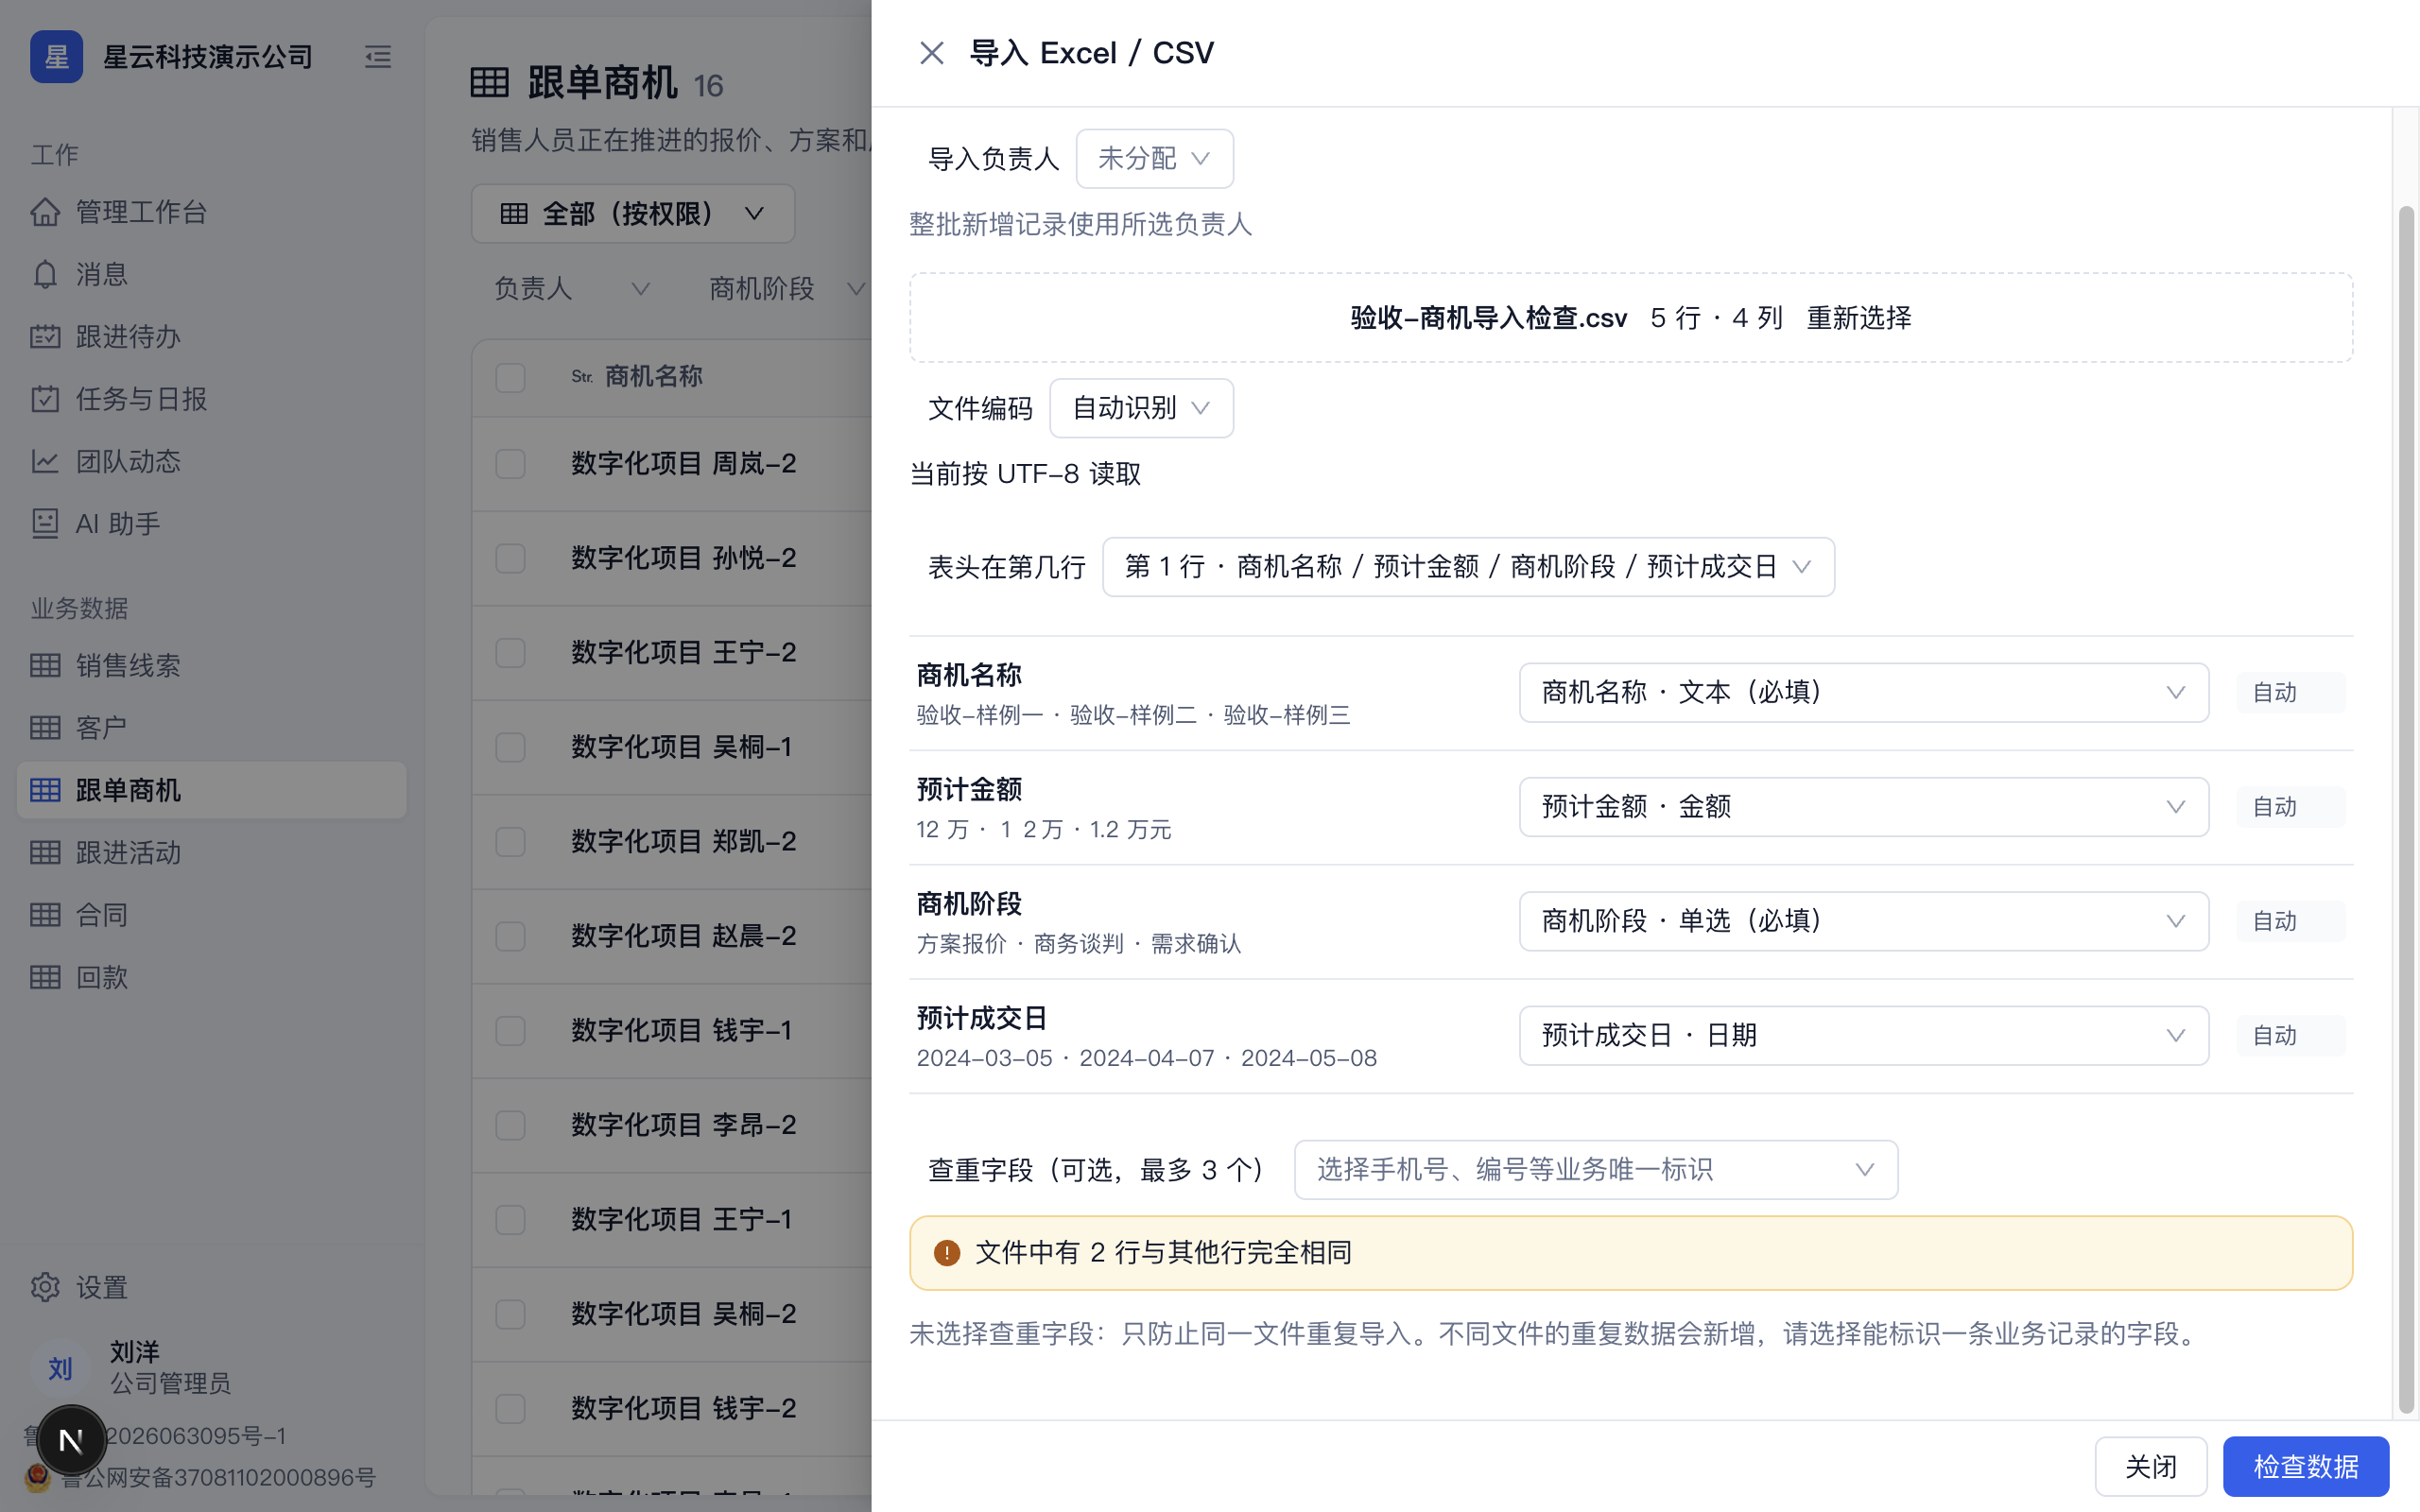 星 星云科技演示公司
工作
管理工作台
消息
跟进待办
任务与日报
团队动态
AI 助手
业务数据
销售线索
客户
跟单商机
跟进活动
合同
回款
设置
刘 刘洋
公司管理员
2026063095号-1
鲁公网安备37081102000896号
N
跟单商机 16
销售人员正在推进的报价、方案和
全部（按权限）
负责人 商机阶段
Str. 商机名称
数字化项目 周岚-2
数字化项目 孙悦-2
数字化项目 王宁-2
数字化项目 吴桐-1
数字化项目 郑凯-2
数字化项目 赵晨-2
数字化项目 钱宇-1
数字化项目 李昂-2
数字化项目 王宁-1
数字化项目 吴桐-2
数字化项目 钱宇-2
导入 Excel / CSV
导入负责人 未分配
整批新增记录使用所选负责人
验收-商机导入检查.csv 5 行 · 4 列 重新选择
文件编码 自动识别
当前按 UTF-8 读取
表头在第几行 第 1 行 · 商机名称 / 预计金额 / 商机阶段 / 预计成交日
商机名称
验收-样例一 · 验收-样例二 · 验收-样例三
商机名称 · 文本（必填） 自动
预计金额
12 万 · １２万 · 1.2 万元
预计金额 · 金额 自动
商机阶段
方案报价 · 商务谈判 · 需求确认
商机阶段 · 单选（必填） 自动
预计成交日
2024-03-05 · 2024-04-07 · 2024-05-08
预计成交日 · 日期 自动
查重字段（可选，最多 3 个） 选择手机号、编号等业务唯一标识
文件中有 2 行与其他行完全相同
未选择查重字段：只防止同一文件重复导入。不同文件的重复数据会新增，请选择能标识一条业务记录的字段。
关闭 检查数据